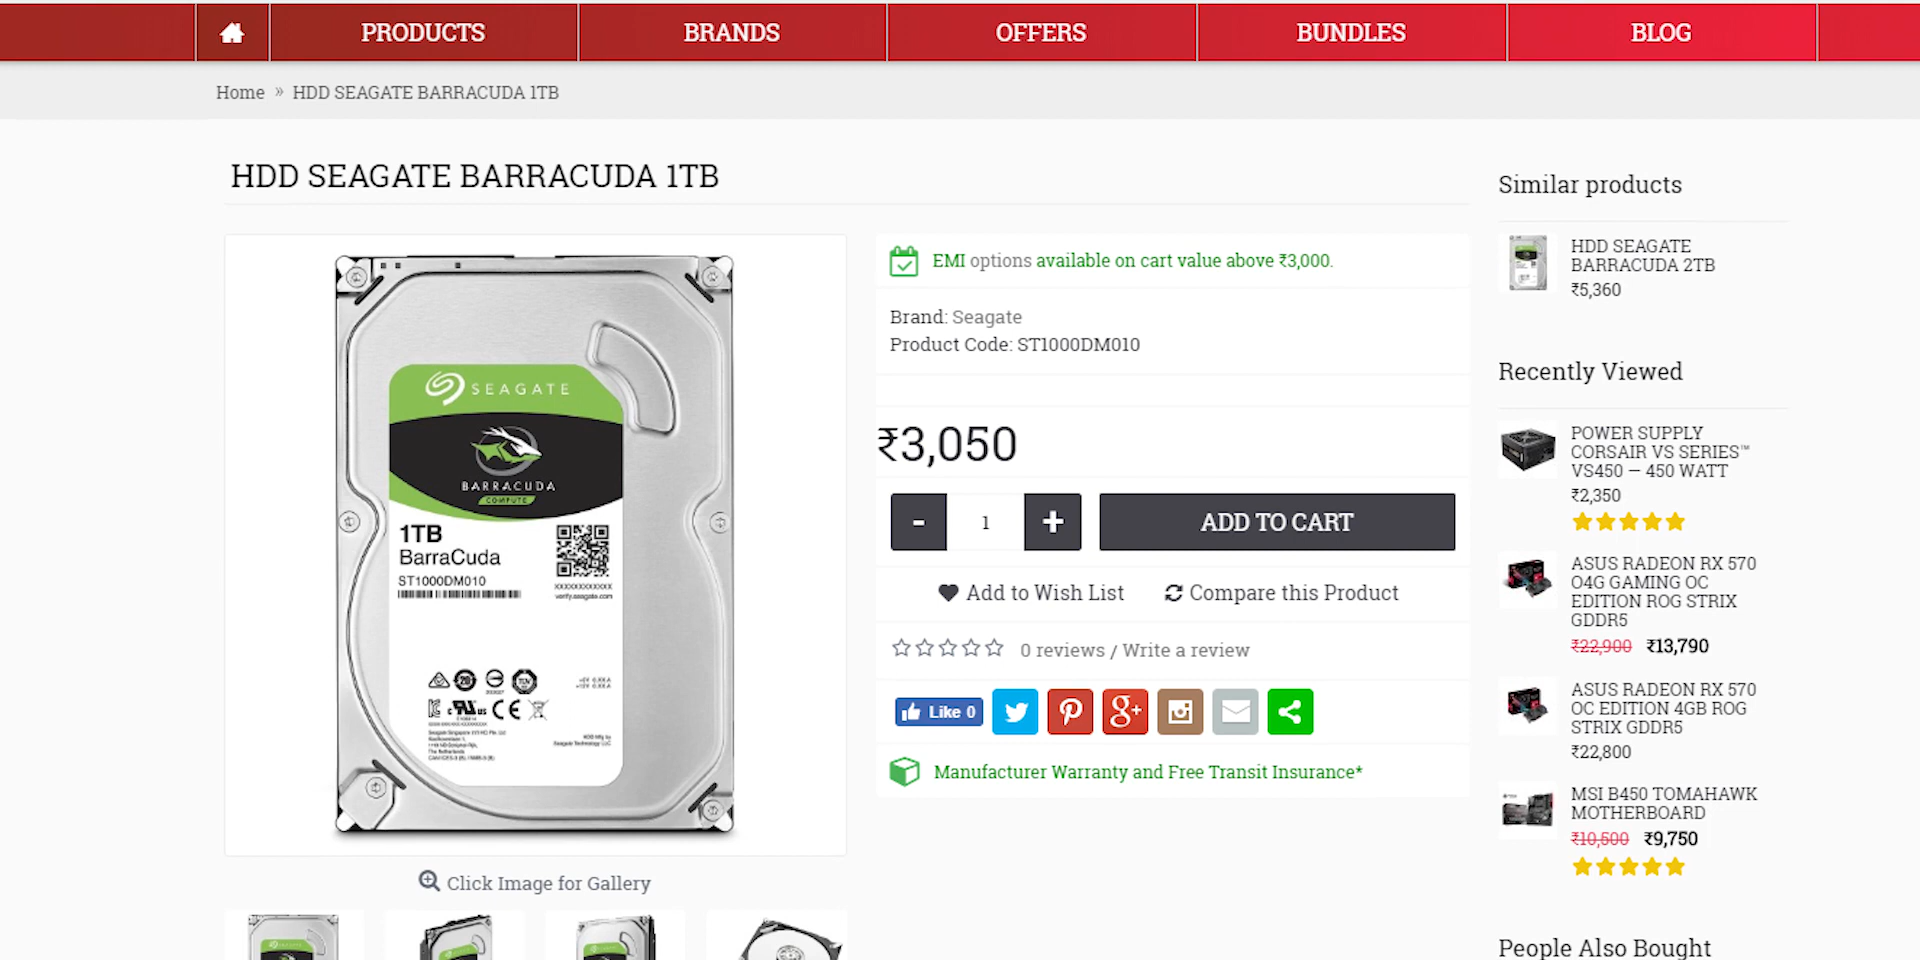 PRODUCTS
BRANDS
OFFERS
BUNDLES
BLOG
Home » HDD SEAGATE BARRACUDA 1TB
HDD SEAGATE BARRACUDA 1TB
SEAGATE
BARRACUDA
COMPUTE
1TB
BarraCuda
ST1000DM010
XXXXXXXXXXXX
verify.seagate.com
Click Image for Gallery
EMI options available on cart value above ₹3,000.
Brand: Seagate
Product Code: ST1000DM010
₹3,050
- 1 +
ADD TO CART
Add to Wish List
Compare this Product
0 reviews / Write a review
Like 0
Manufacturer Warranty and Free Transit Insurance*
Similar products
HDD SEAGATE
BARRACUDA 2TB
₹5,360
Recently Viewed
POWER SUPPLY
CORSAIR VS SERIES™
VS450 — 450 WATT
₹2,350
ASUS RADEON RX 570
O4G GAMING OC
EDITION ROG STRIX
GDDR5
₹22,900 ₹13,790
ASUS RADEON RX 570
OC EDITION 4GB ROG
STRIX GDDR5
₹22,800
MSI B450 TOMAHAWK
MOTHERBOARD
₹10,500 ₹9,750
People Also Bought